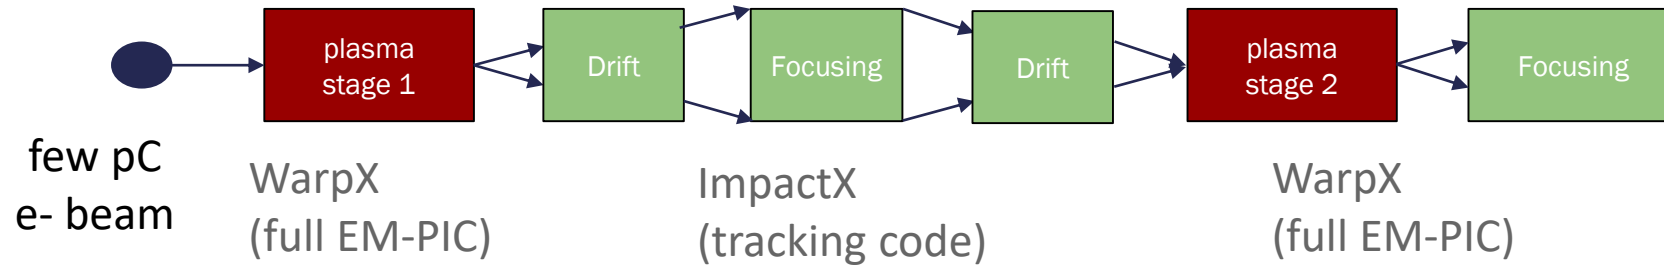 few pC
e- beam
plasma
stage 1
Drift
Focusing
Drift
plasma
stage 2
Focusing
WarpX
(full EM-PIC)
ImpactX
(tracking code)
WarpX
(full EM-PIC)